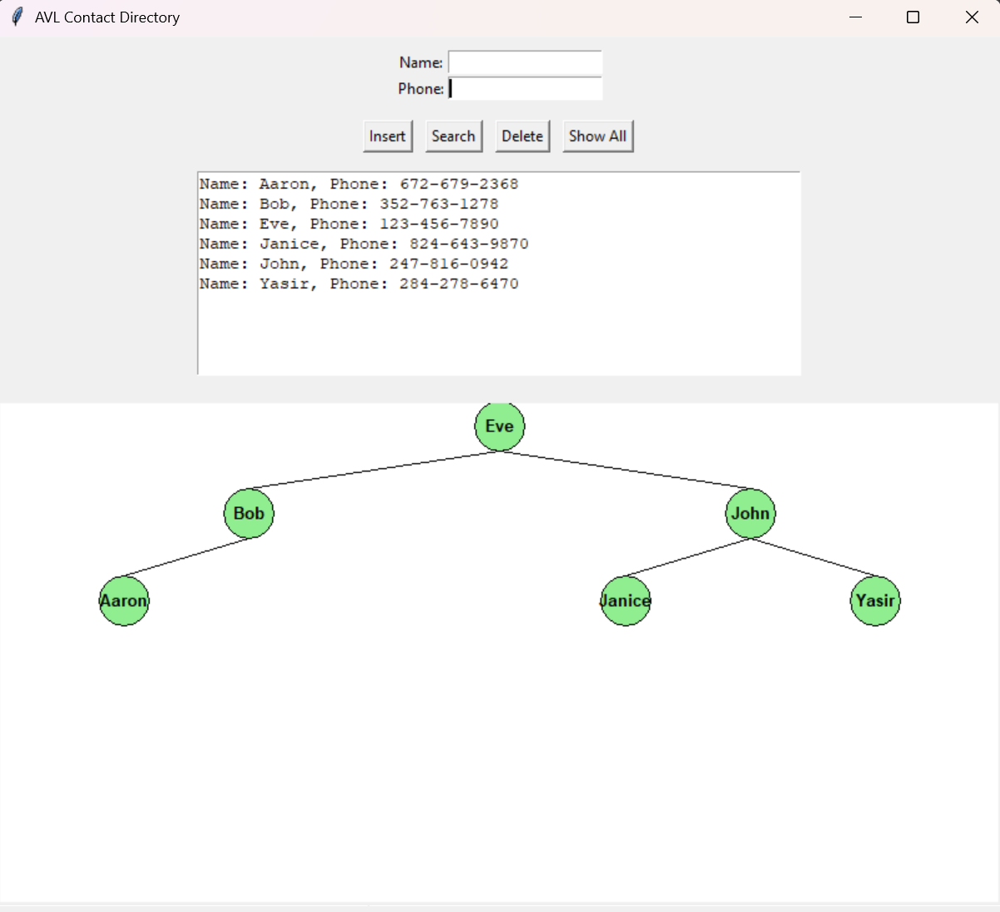 AVL Contact Directory
Name:
Phone:
Insert Search Delete Show All
Name: Aaron, Phone: 672-679-2368
Name: Bob, Phone: 352-763-1278
Name: Eve, Phone: 123-456-7890
Name: Janice, Phone: 824-643-9870
Name: John, Phone: 247-816-0942
Name: Yasir, Phone: 284-278-6470
Eve
Bob John
Aaron Janice Yasir